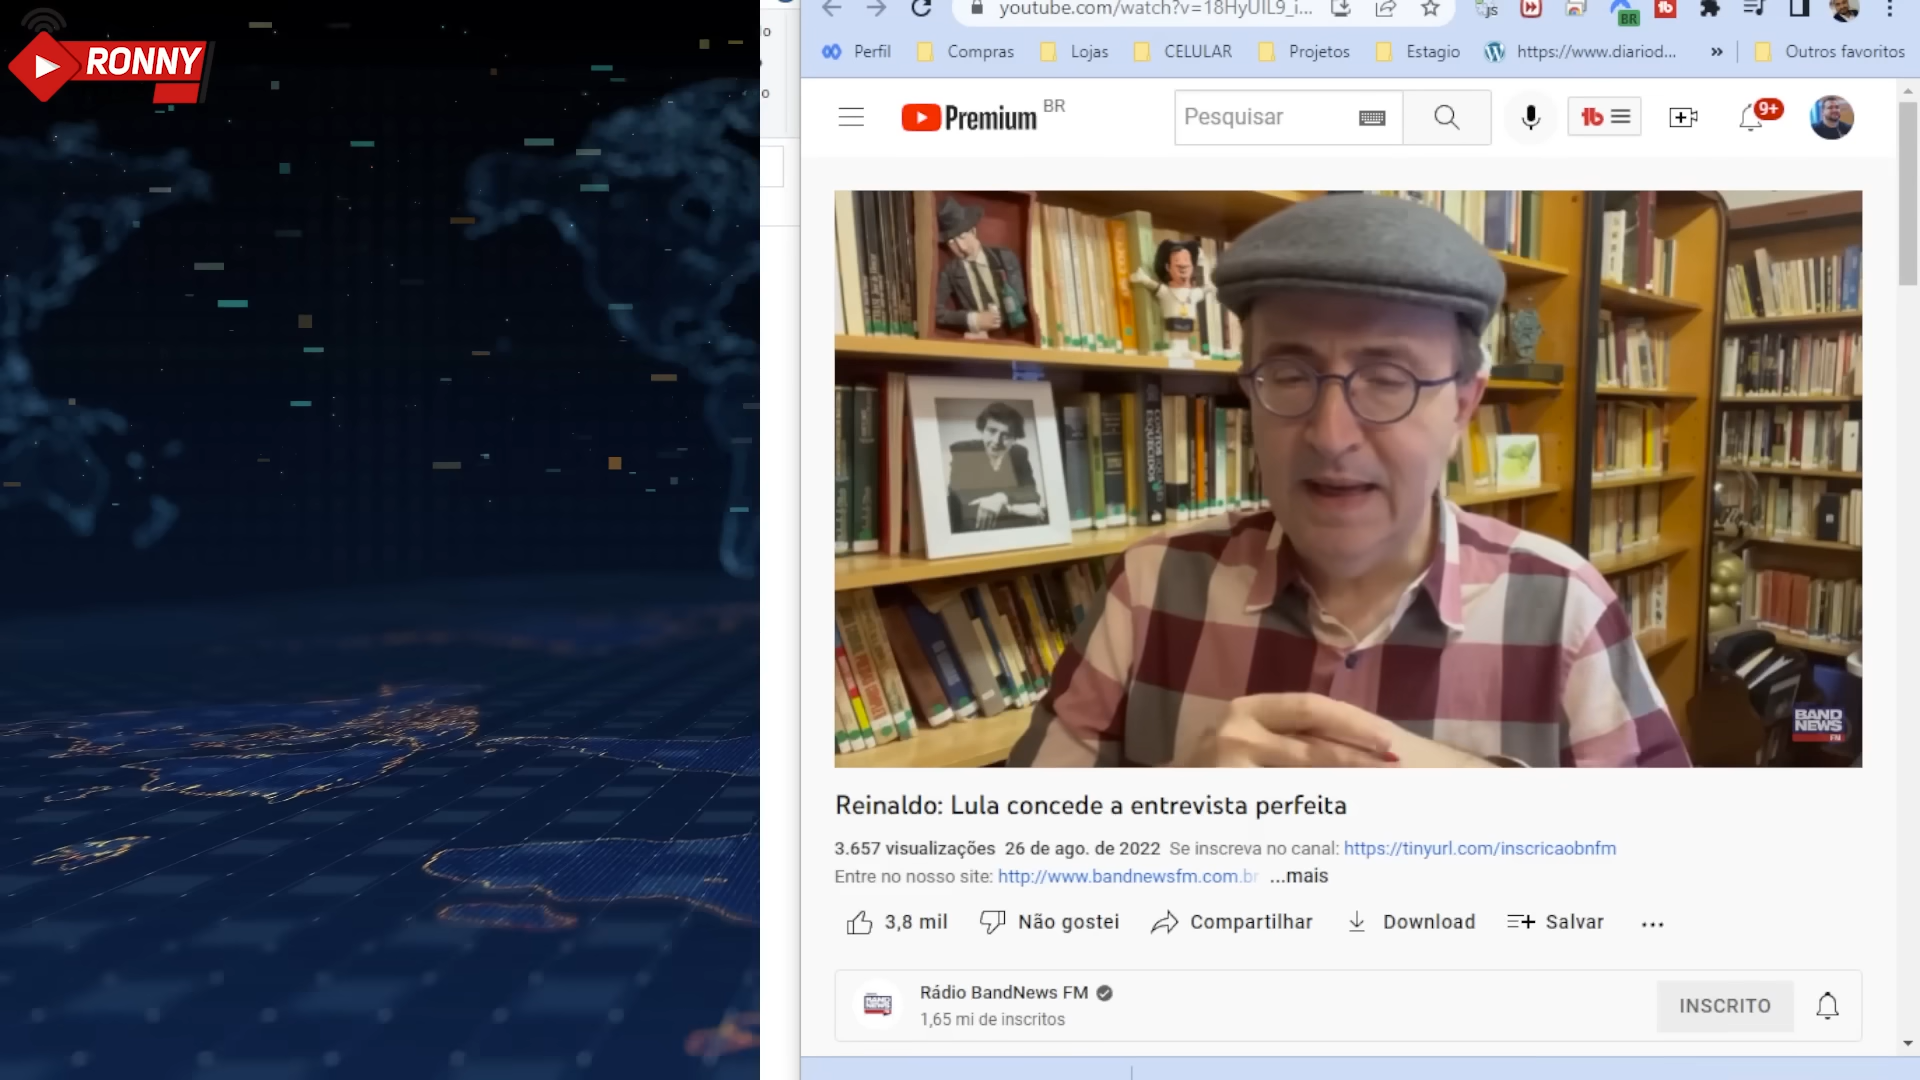 RONNY
youtube.com/watch?v=18HyUIL9_i...
BR
Perfil
Compras
Lojas
CELULAR
Projetos
Estagio
https://www.diariod...
»
Outros favoritos
Premium BR
Pesquisar
9+
BAND
NEWS
FM
Reinaldo: Lula concede a entrevista perfeita
3.657 visualizações 26 de ago. de 2022 Se inscreva no canal: https://tinyurl.com/inscricaobnfm
Entre no nosso site: http://www.bandnewsfm.com.br ...mais
3,8 mil
Não gostei
Compartilhar
Download
Salvar
Rádio BandNews FM
1,65 mi de inscritos
INSCRITO